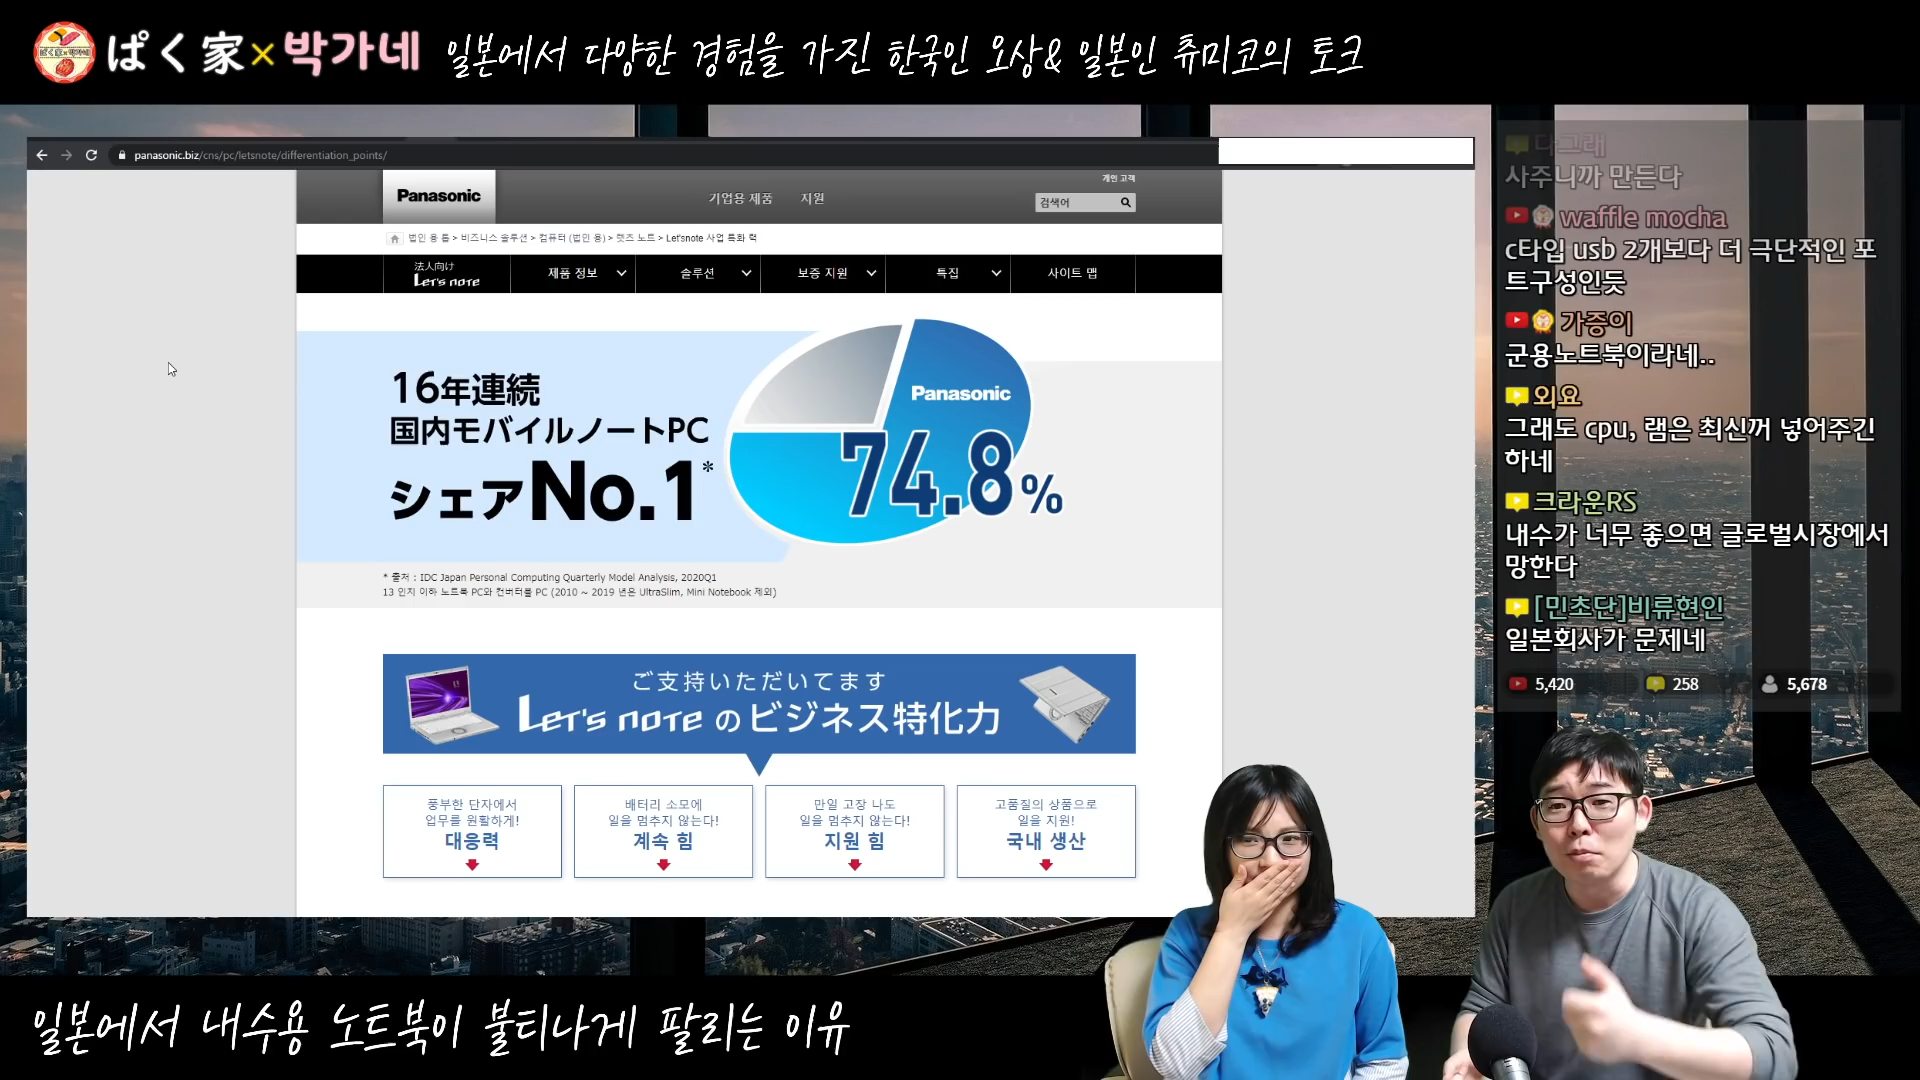 ぱく家×박가네 일본에서 다양한 경험을 가진 한국인 오상& 일본인 츄미코의 토크
panasonic.biz/cns/pc/letsnote/differentiation_points/
개인 고객
Panasonic 기업용 제품 지원 검색어
법인 용 톱 > 비즈니스 솔루션 > 컴퓨터 (법인 용) > 렛츠 노트 > Let'snote 사업 특화 력
法人向け
Let's note 제품 정보 솔루션 보증 지원 특집 사이트 맵
16年連続
国内モバイルノートPC
シェアNo.1*
Panasonic
74.8%
* 출처 : IDC Japan Personal Computing Quarterly Model Analysis, 2020Q1
13 인치 이하 노트북 PC와 컨버터블 PC (2010 ~ 2019 년은 UltraSlim, Mini Notebook 제외)
ご支持いただいてます
Let's noteのビジネス特化力
풍부한 단자에서
업무를 원활하게!
대응력
배터리 소모에
일을 멈추지 않는다!
계속 힘
만일 고장 나도
일을 멈추지 않는다!
지원 힘
고품질의 상품으로
일을 지원!
국내 생산
다그래
사주니까 만든다
waffle mocha
c타입 usb 2개보다 더 극단적인 포
트구성인듯
가증이
군용노트북이라네..
외요
그래도 cpu, 램은 최신꺼 넣어주긴
하네
크라운RS
내수가 너무 좋으면 글로벌시장에서
망한다
[민초단]비류현인
일본회사가 문제네
5,420 258 5,678
일본에서 내수용 노트북이 불티나게 팔리는 이유